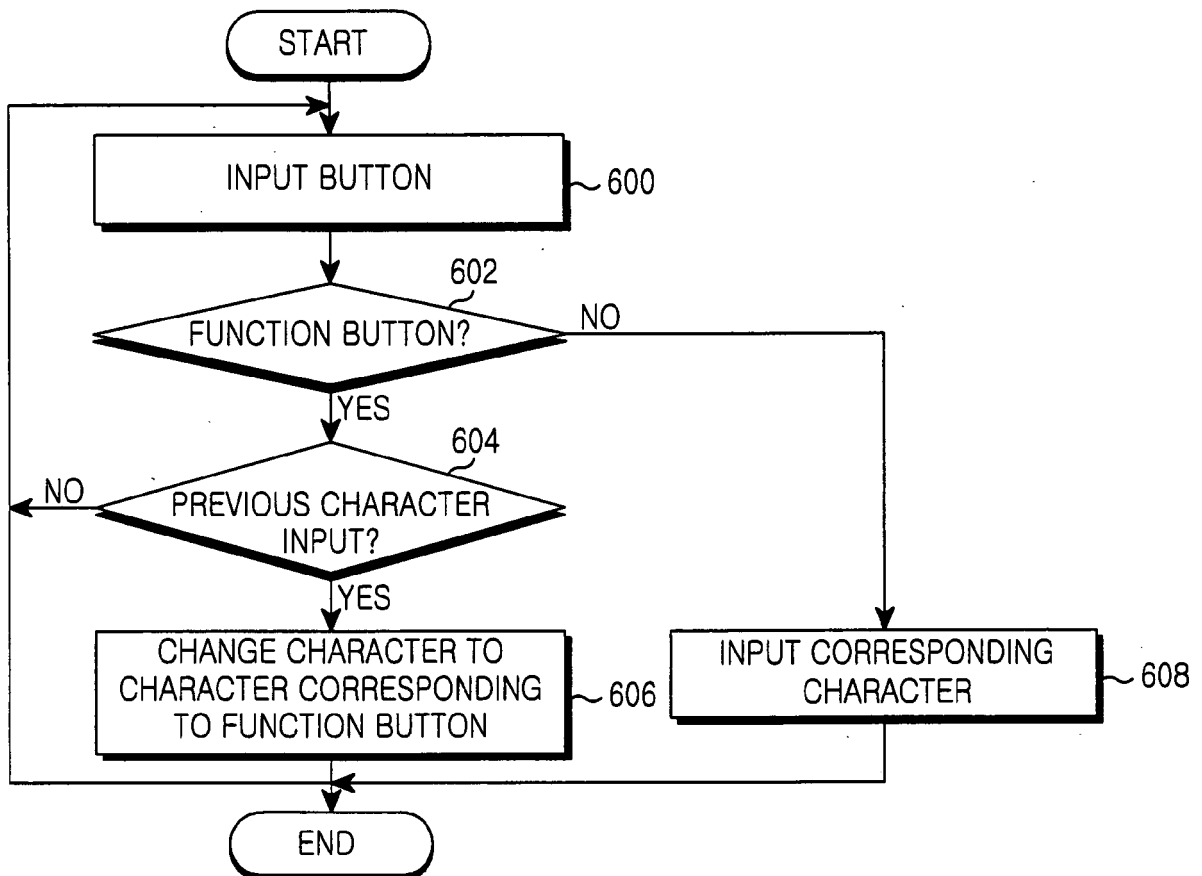 START
INPUT BUTTON
600
602
FUNCTION BUTTON?
NO
YES
604
PREVIOUS CHARACTER
INPUT?
NO
YES
CHANGE CHARACTER TO
CHARACTER CORRESPONDING
TO FUNCTION BUTTON
606
INPUT CORRESPONDING
CHARACTER
608
END